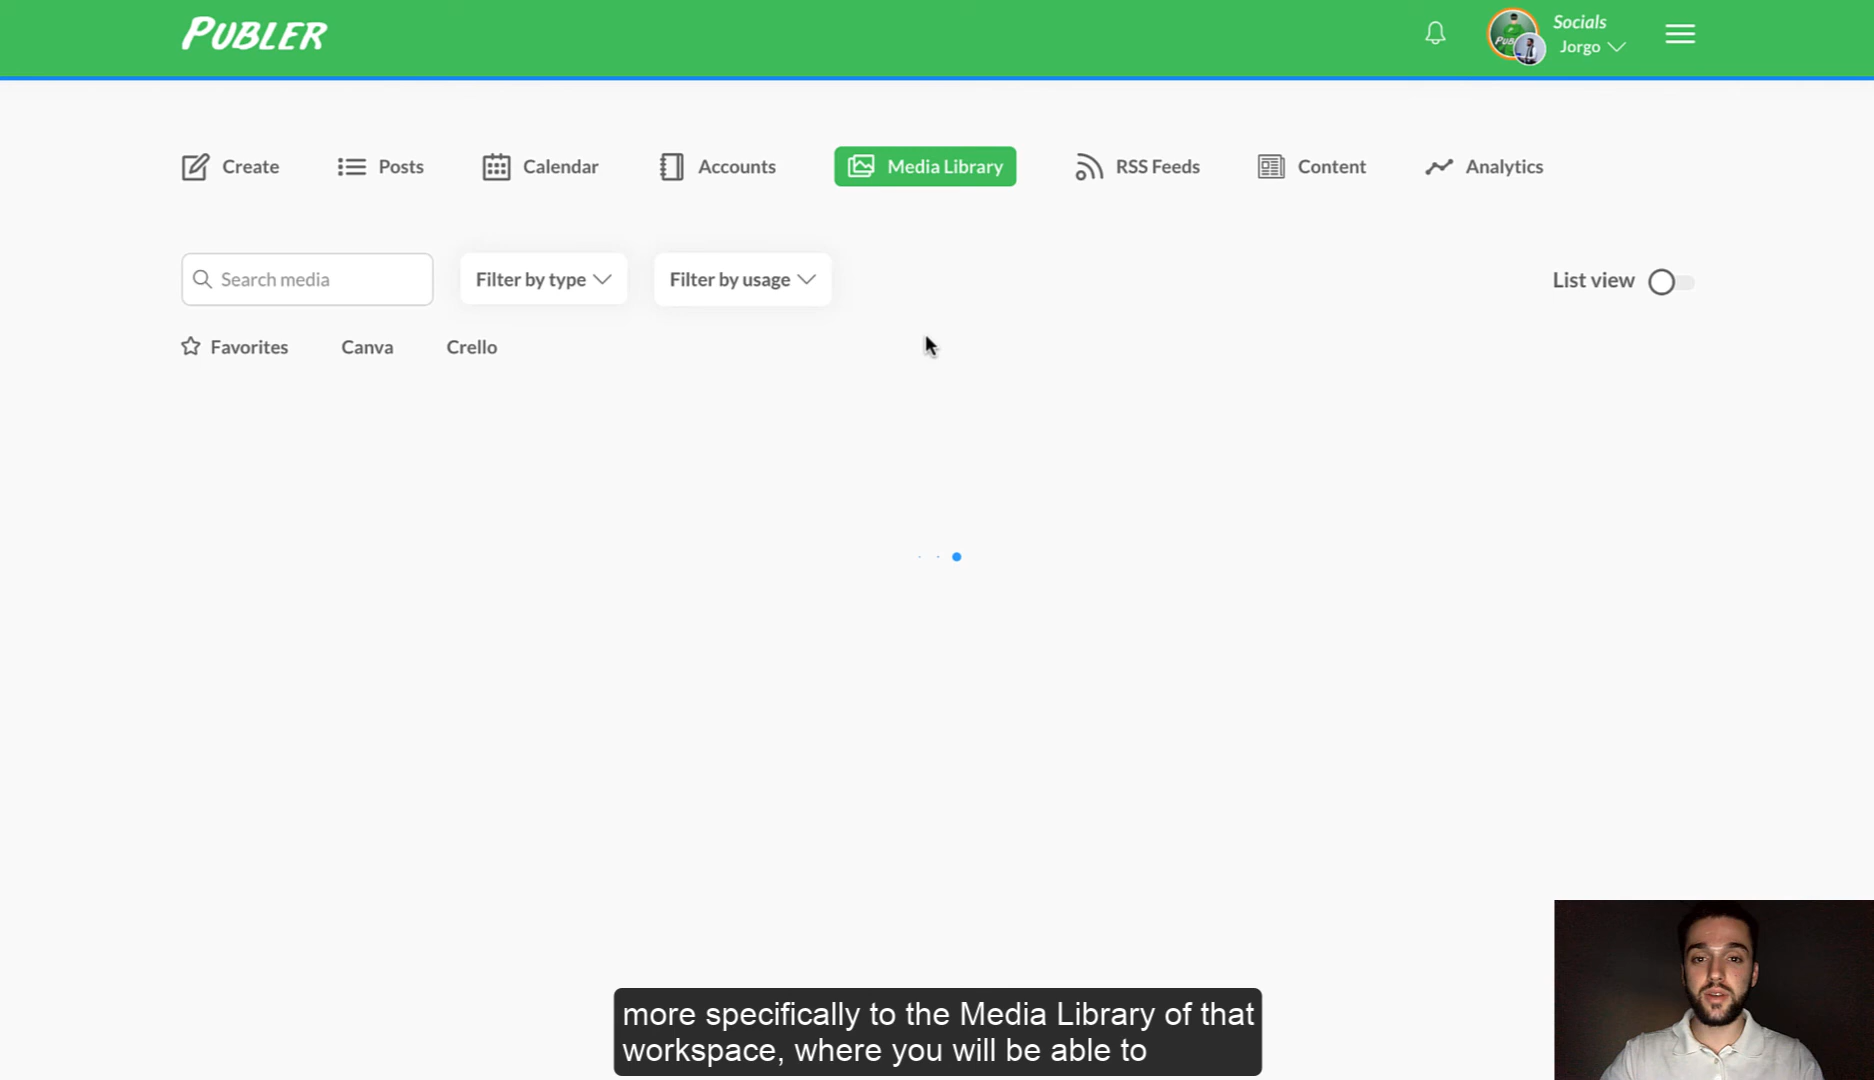 PUBLER
Socials
Jorgo
Create
Posts
Calendar
Accounts
Media Library
RSS Feeds
Content
Analytics
Search media
Filter by type
Filter by usage
List view
Favorites
Canva
Crello
more specifically to the Media Library of that
workspace, where you will be able to